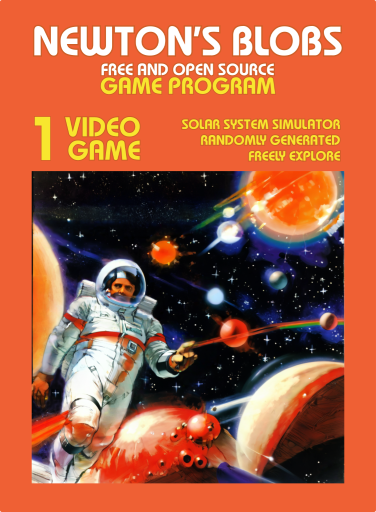 NEWTON'S BLOBS
FREE AND OPEN SOURCE
GAME PROGRAM
1 VIDEO
GAME
SOLAR SYSTEM SIMULATOR
RANDOMLY GENERATED
FREELY EXPLORE